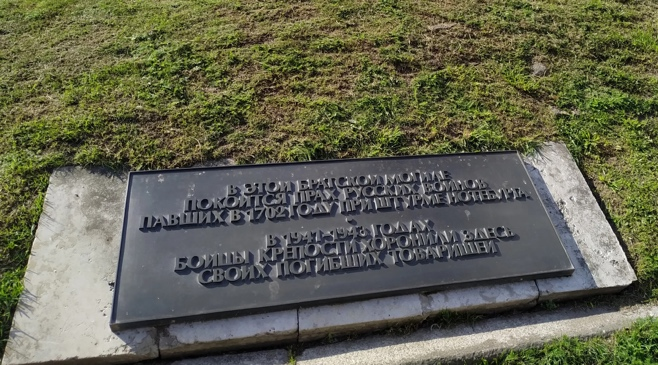 В ЭТОЙ БРАТСКОЙ МОГИЛЕ
ПОКОИТСЯ ПРАХ РУССКИХ ВОИНОВ,
ПАВШИХ В 1702 ГОДУ ПРИ ШТУРМЕ НОТЕБУРГА
В 1941-1943 ГОДАХ
БОЙЦЫ КРЕПОСТИ ХОРОНИЛИ ЗДЕСЬ
СВОИХ ПОГИБШИХ ТОВАРИЩЕЙ